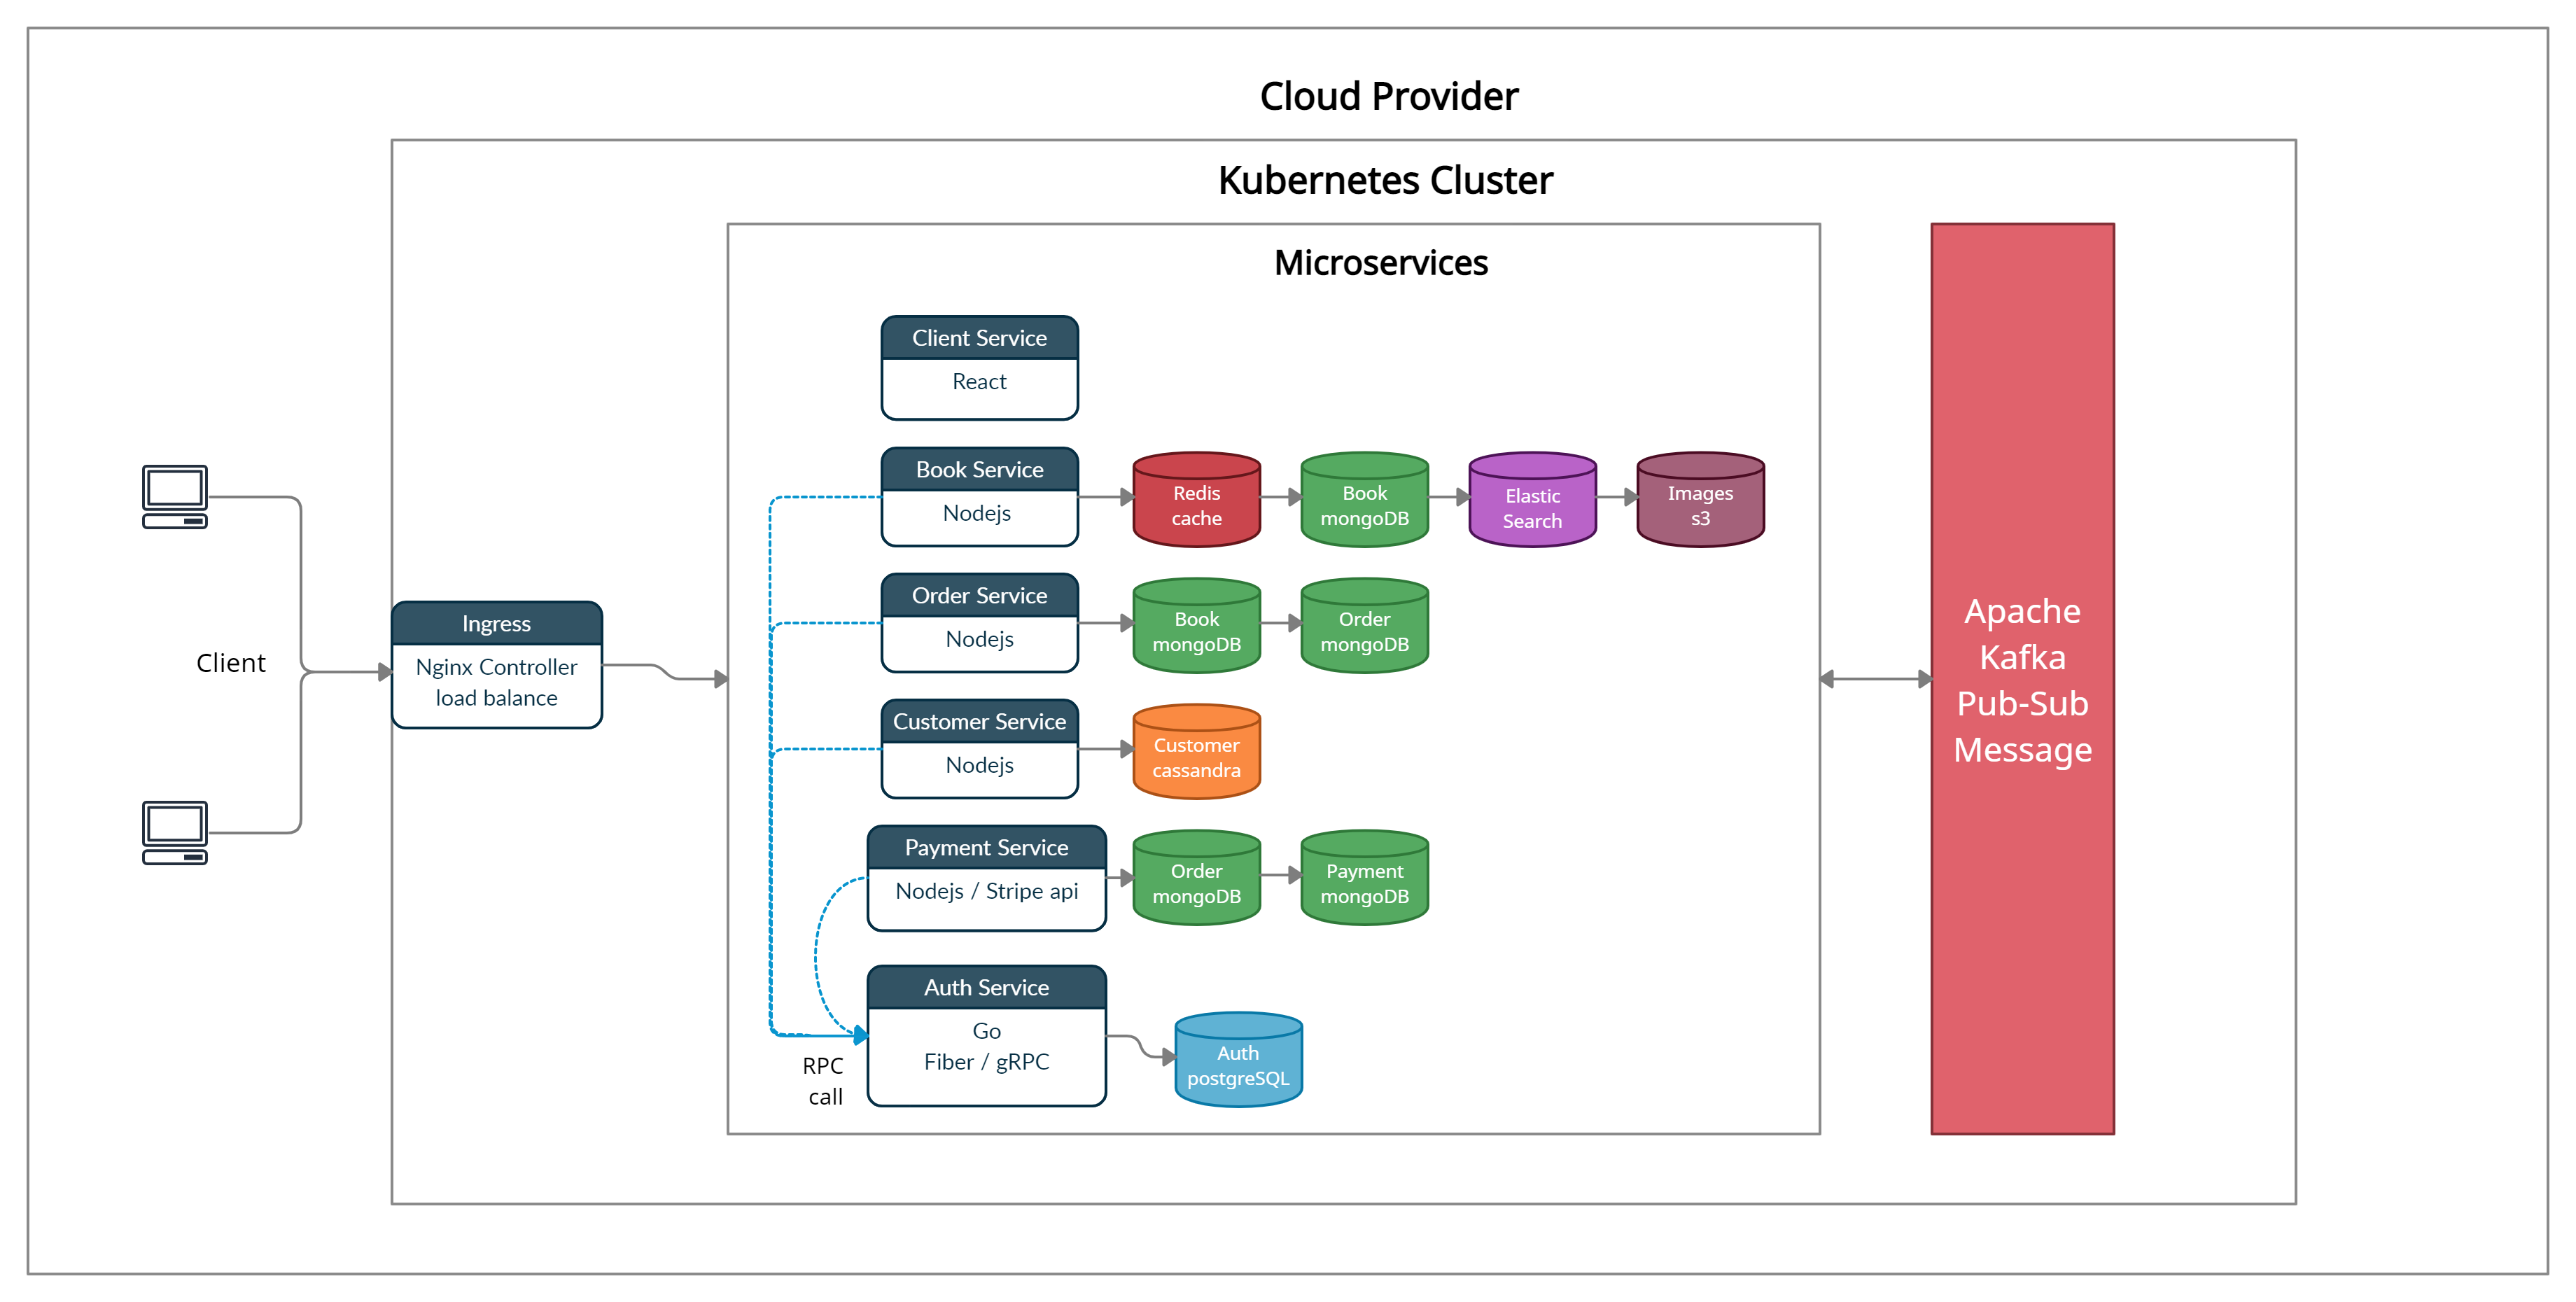 Cloud Provider
Kubernetes Cluster
Microservices
Client Service
React
Book Service
Nodejs
Redis
cache
Book
mongoDB
Elastic
Search
Images
s3
Order Service
Nodejs
Book
mongoDB
Order
mongoDB
Customer Service
Nodejs
Customer
cassandra
Payment Service
Nodejs / Stripe api
Order
mongoDB
Payment
mongoDB
Auth Service
Go
Fiber / gRPC
Auth
postgreSQL
RPC
call
Client
Ingress
Nginx Controller
load balance
Apache
Kafka
Pub-Sub
Message